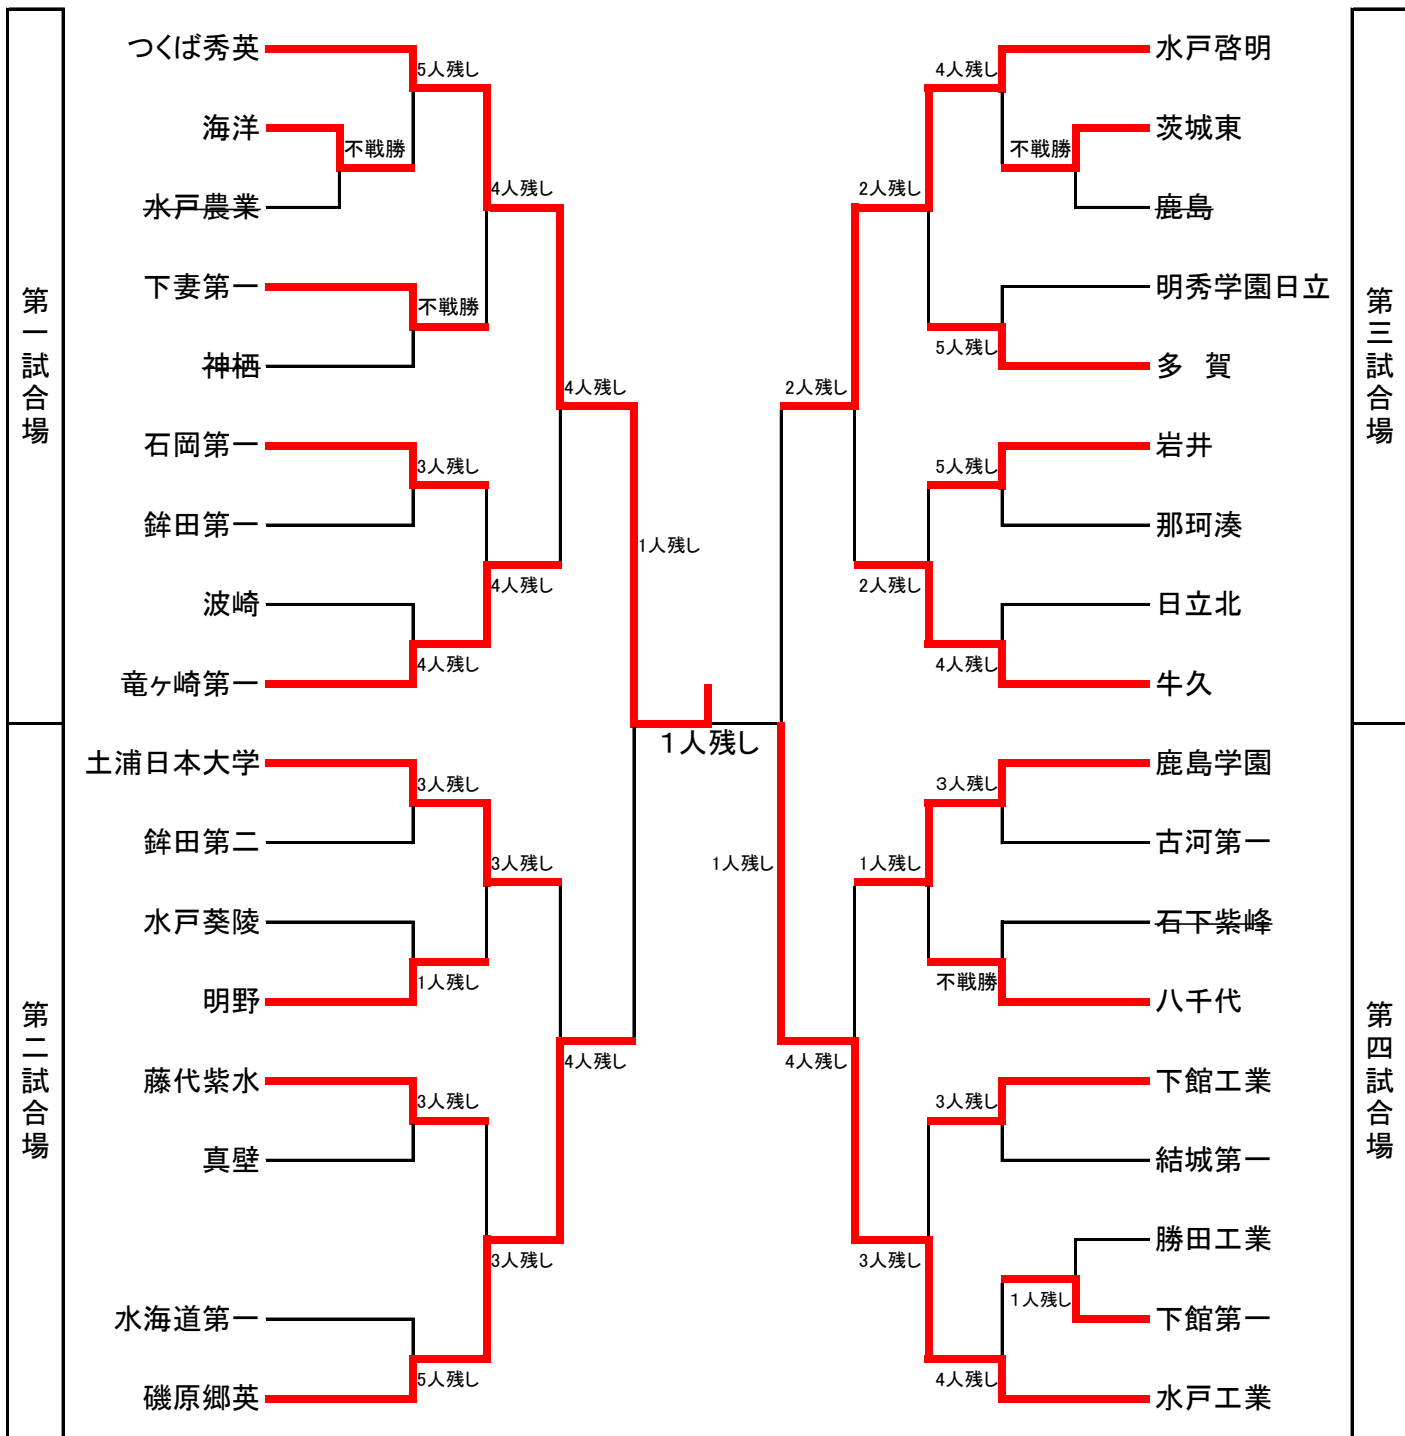 第一試合場
つくば秀英
5人残し
海洋
不戦勝
水戸農業
4人残し
下妻第一
不戦勝
神栖
4人残し
石岡第一
3人残し
鉾田第一
1人残し
波崎
4人残し
竜ヶ崎第一
4人残し
第二試合場
土浦日本大学
3人残し
鉾田第二
3人残し
水戸葵陵
1人残し
明野
藤代紫水
3人残し
真壁
4人残し
3人残し
水海道第一
5人残し
磯原郷英
1人残し
第三試合場
水戸啓明
4人残し
茨城東
不戦勝
鹿島
2人残し
明秀学園日立
5人残し
多 賀
2人残し
岩井
5人残し
那珂湊
2人残し
日立北
4人残し
牛久
第四試合場
鹿島学園
3人残し
古河第一
1人残し
1人残し
石下紫峰
不戦勝
八千代
4人残し
下館工業
3人残し
結城第一
3人残し
勝田工業
1人残し
下館第一
4人残し
水戸工業